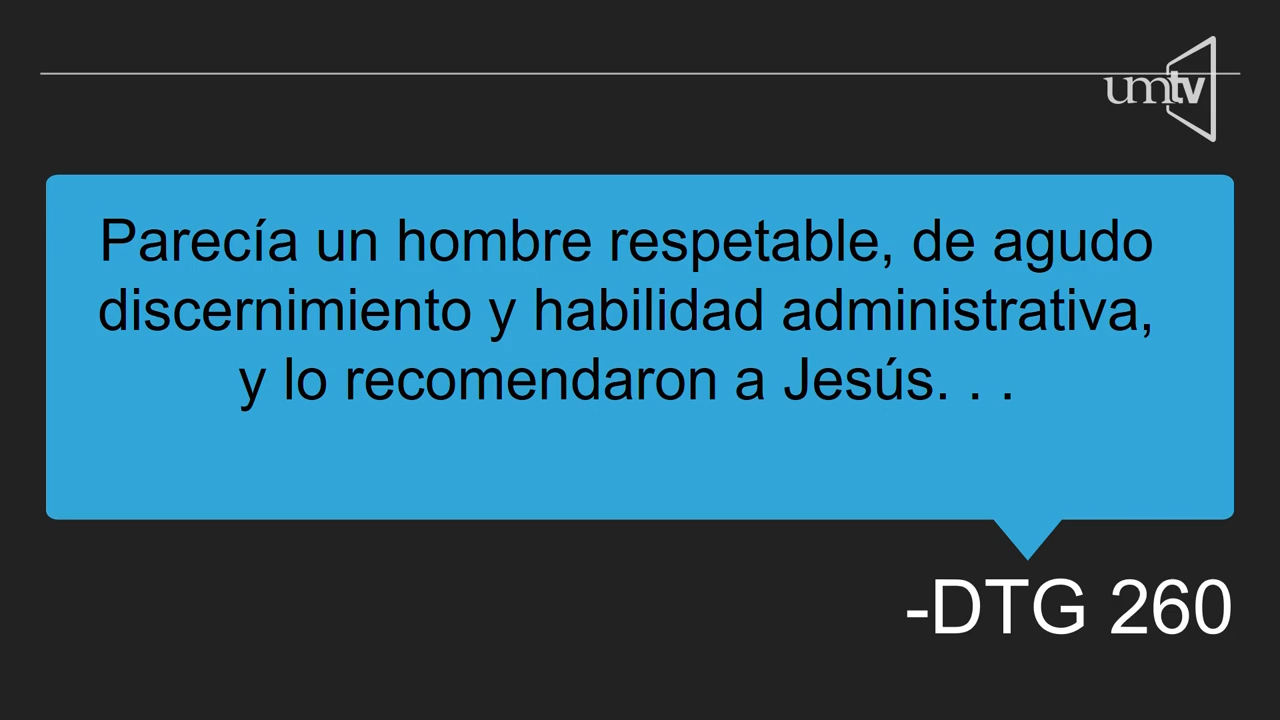 umtv
Parecía un hombre respetable, de agudo
discernimiento y habilidad administrativa,
y lo recomendaron a Jesús. . .
-DTG 260